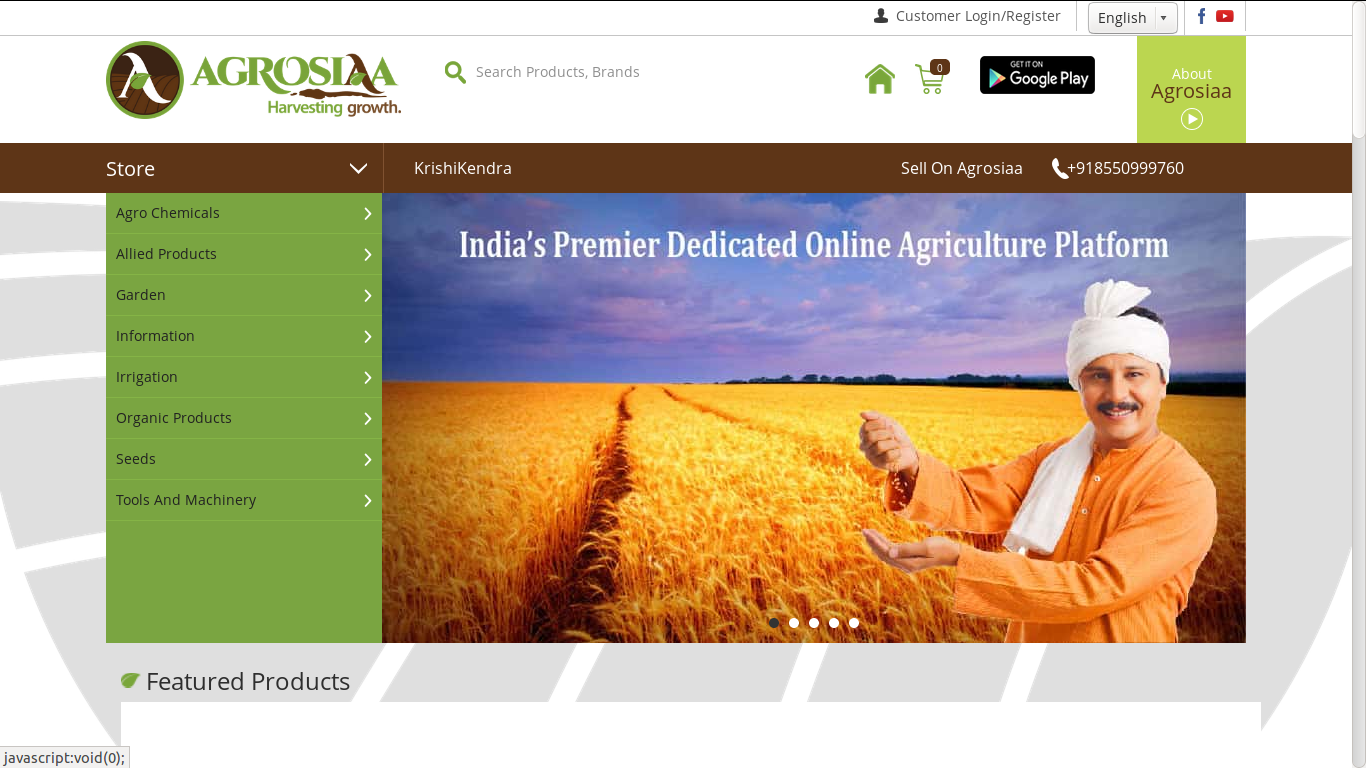 Customer Login/Register
English
AGROSIAA
Harvesting growth.
Search Products, Brands
0
GET IT ON
Google Play
About
Agrosiaa
Store
KrishiKendra
Sell On Agrosiaa
+918550999760
Agro Chemicals
Allied Products
Garden
Information
Irrigation
Organic Products
Seeds
Tools And Machinery
India's Premier Dedicated Online Agriculture Platform
Featured Products
javascript:void(0);